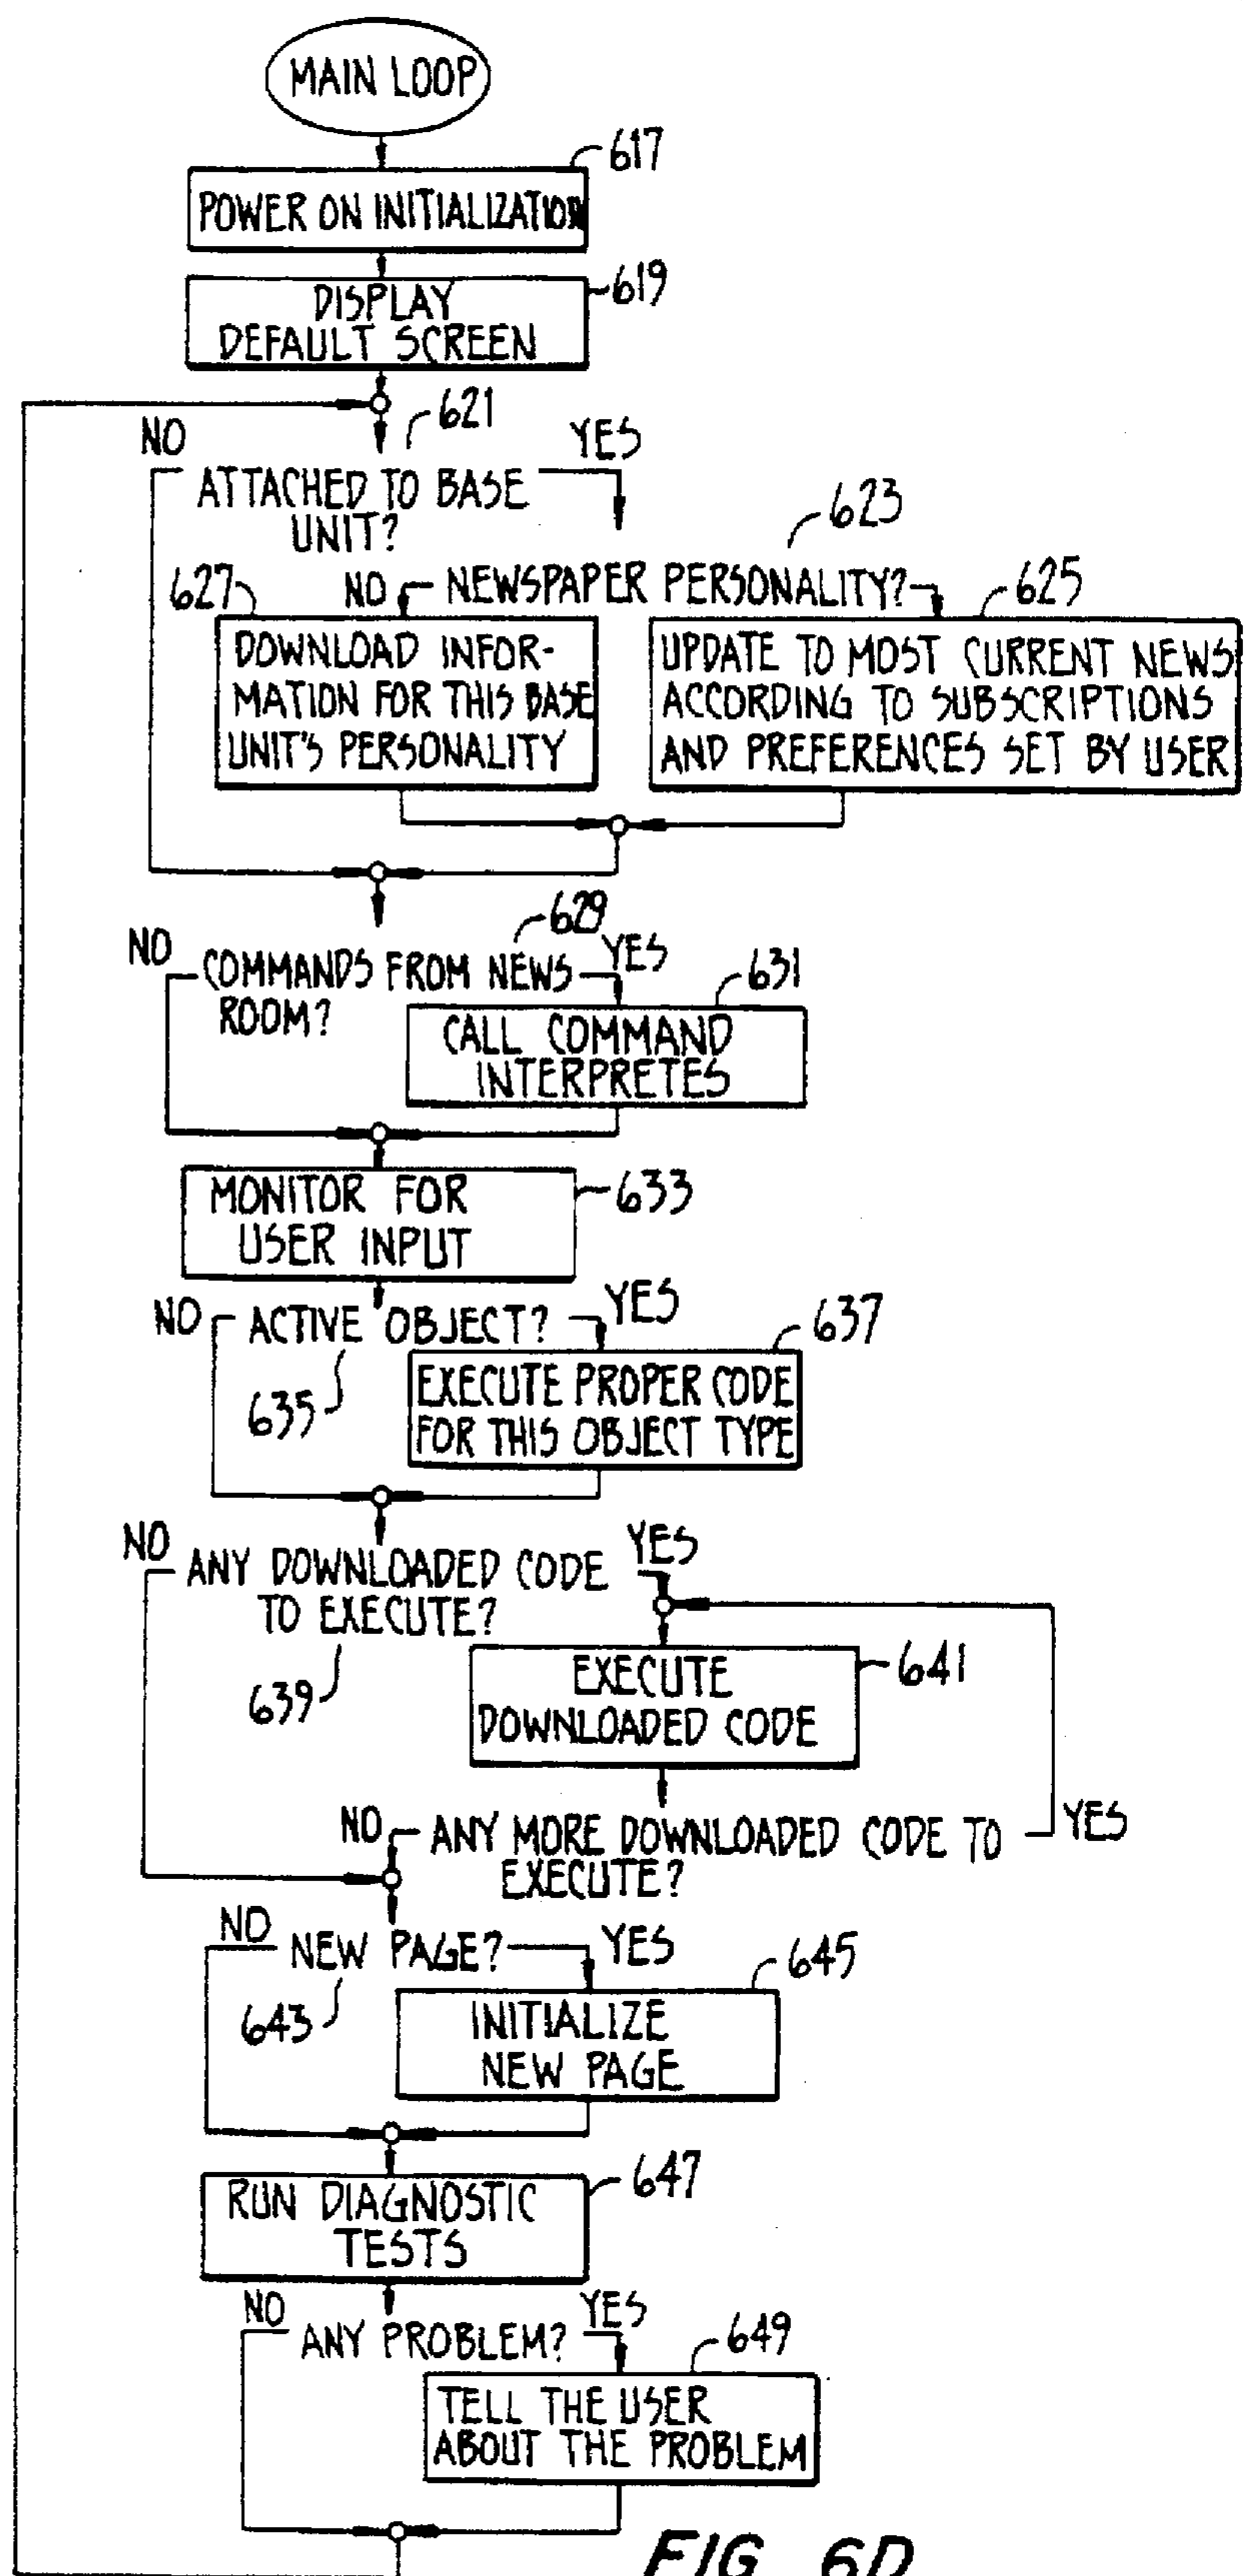 MAIN LOOP
617
POWER ON INITIALIZATION
619
DISPLAY
DEFAULT SCREEN
621
NO
YES
ATTACHED TO BASE
UNIT?
623
627
NO
NEWSPAPER PERSONALITY?
625
DOWNLOAD INFOR-
MATION FOR THIS BASE
UNIT'S PERSONALITY
UPDATE TO MOST CURRENT NEWS
ACCORDING TO SUBSCRIPTIONS
AND PREFERENCES SET BY USER
629
NO
YES
COMMANDS FROM NEWS
ROOM?
631
CALL COMMAND
INTERPRETES
MONITOR FOR
USER INPUT
633
NO
ACTIVE OBJECT?
YES
635
637
EXECUTE PROPER CODE
FOR THIS OBJECT TYPE
NO
YES
ANY DOWNLOADED CODE
TO EXECUTE?
639
641
EXECUTE
DOWNLOADED CODE
NO
ANY MORE DOWNLOADED CODE TO
EXECUTE?
YES
NO
NEW PAGE?
YES
643
645
INITIALIZE
NEW PAGE
647
RUN DIAGNOSTIC
TESTS
NO
YES
ANY PROBLEM?
649
TELL THE USER
ABOUT THE PROBLEM
FIG 6D